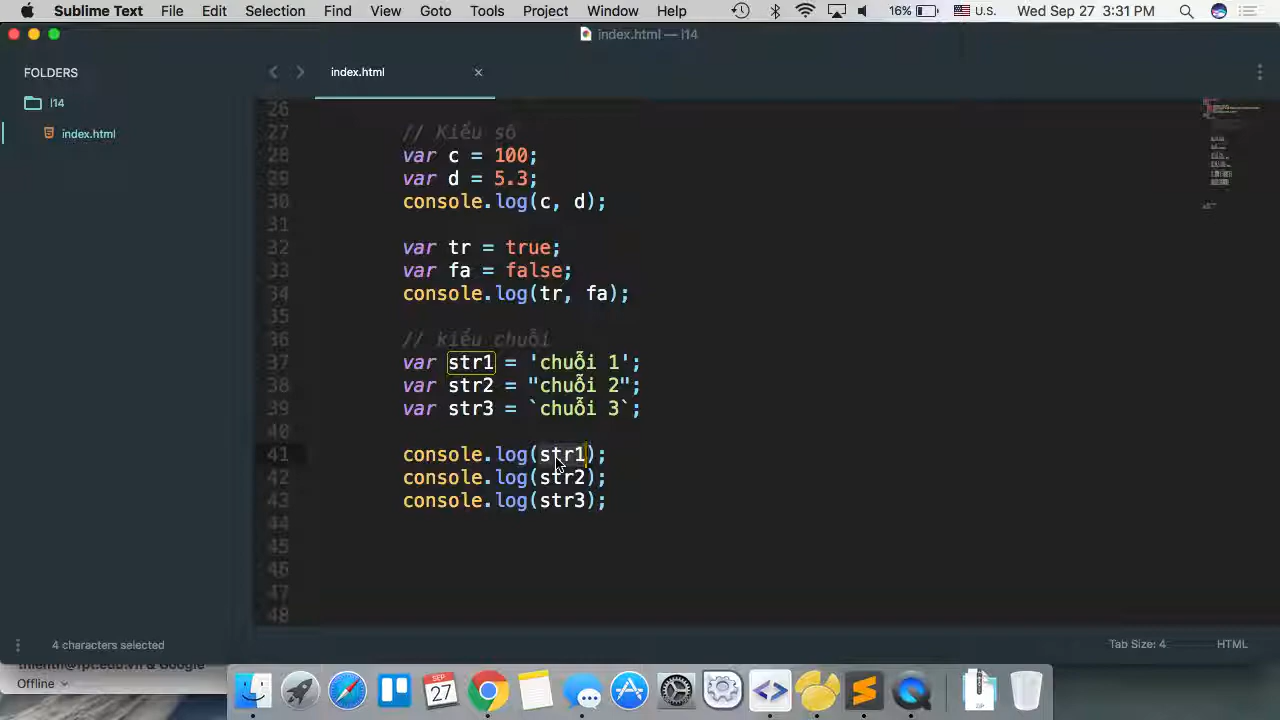 Sublime Text File Edit Selection Find View Goto Tools Project Window Help 16% U.S. Wed Sep 27 3:31 PM
index.html — l14
FOLDERS
index.html
l14
index.html
26
27 // Kiểu số
28 var c = 100;
29 var d = 5.3;
30 console.log(c, d);
31
32 var tr = true;
33 var fa = false;
34 console.log(tr, fa);
35
36 // kiểu chuỗi
37 var str1 = 'chuỗi 1';
38 var str2 = "chuỗi 2";
39 var str3 = `chuỗi 3`;
40
41 console.log(str1);
42 console.log(str2);
43 console.log(str3);
44
45
46
47
48
4 characters selected
Tab Size: 4 HTML
Offline
SEP
27
ZIP